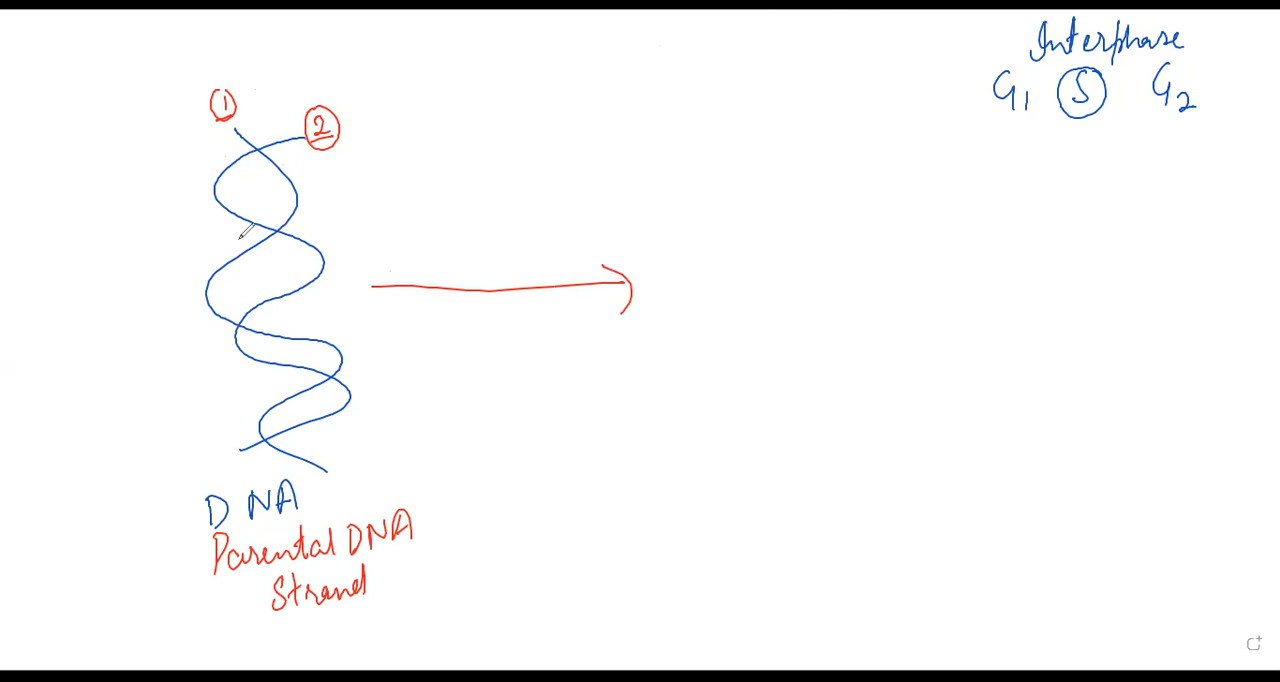 Interphase
G1 S G2
1
2
DNA
Parental DNA
Strand